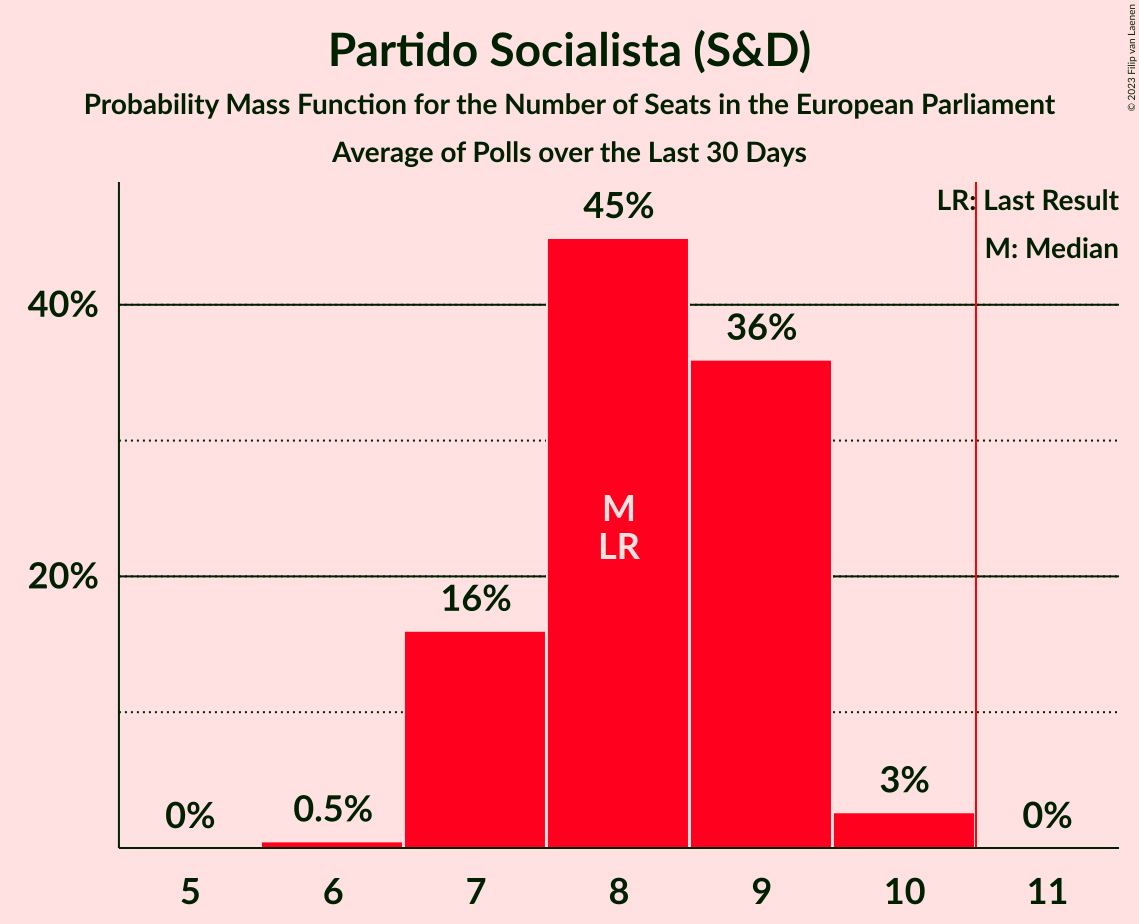 Partido Socialista (S&D)
Probability Mass Function for the Number of Seats in the European Parliament
Average of Polls over the Last 30 Days
© 2023 Filip van Laenen
LR: Last Result
M: Median
45%
40%
36%
M
LR
20%
16%
3%
0%
0.5%
0%
5 6 7 8 9 10 11